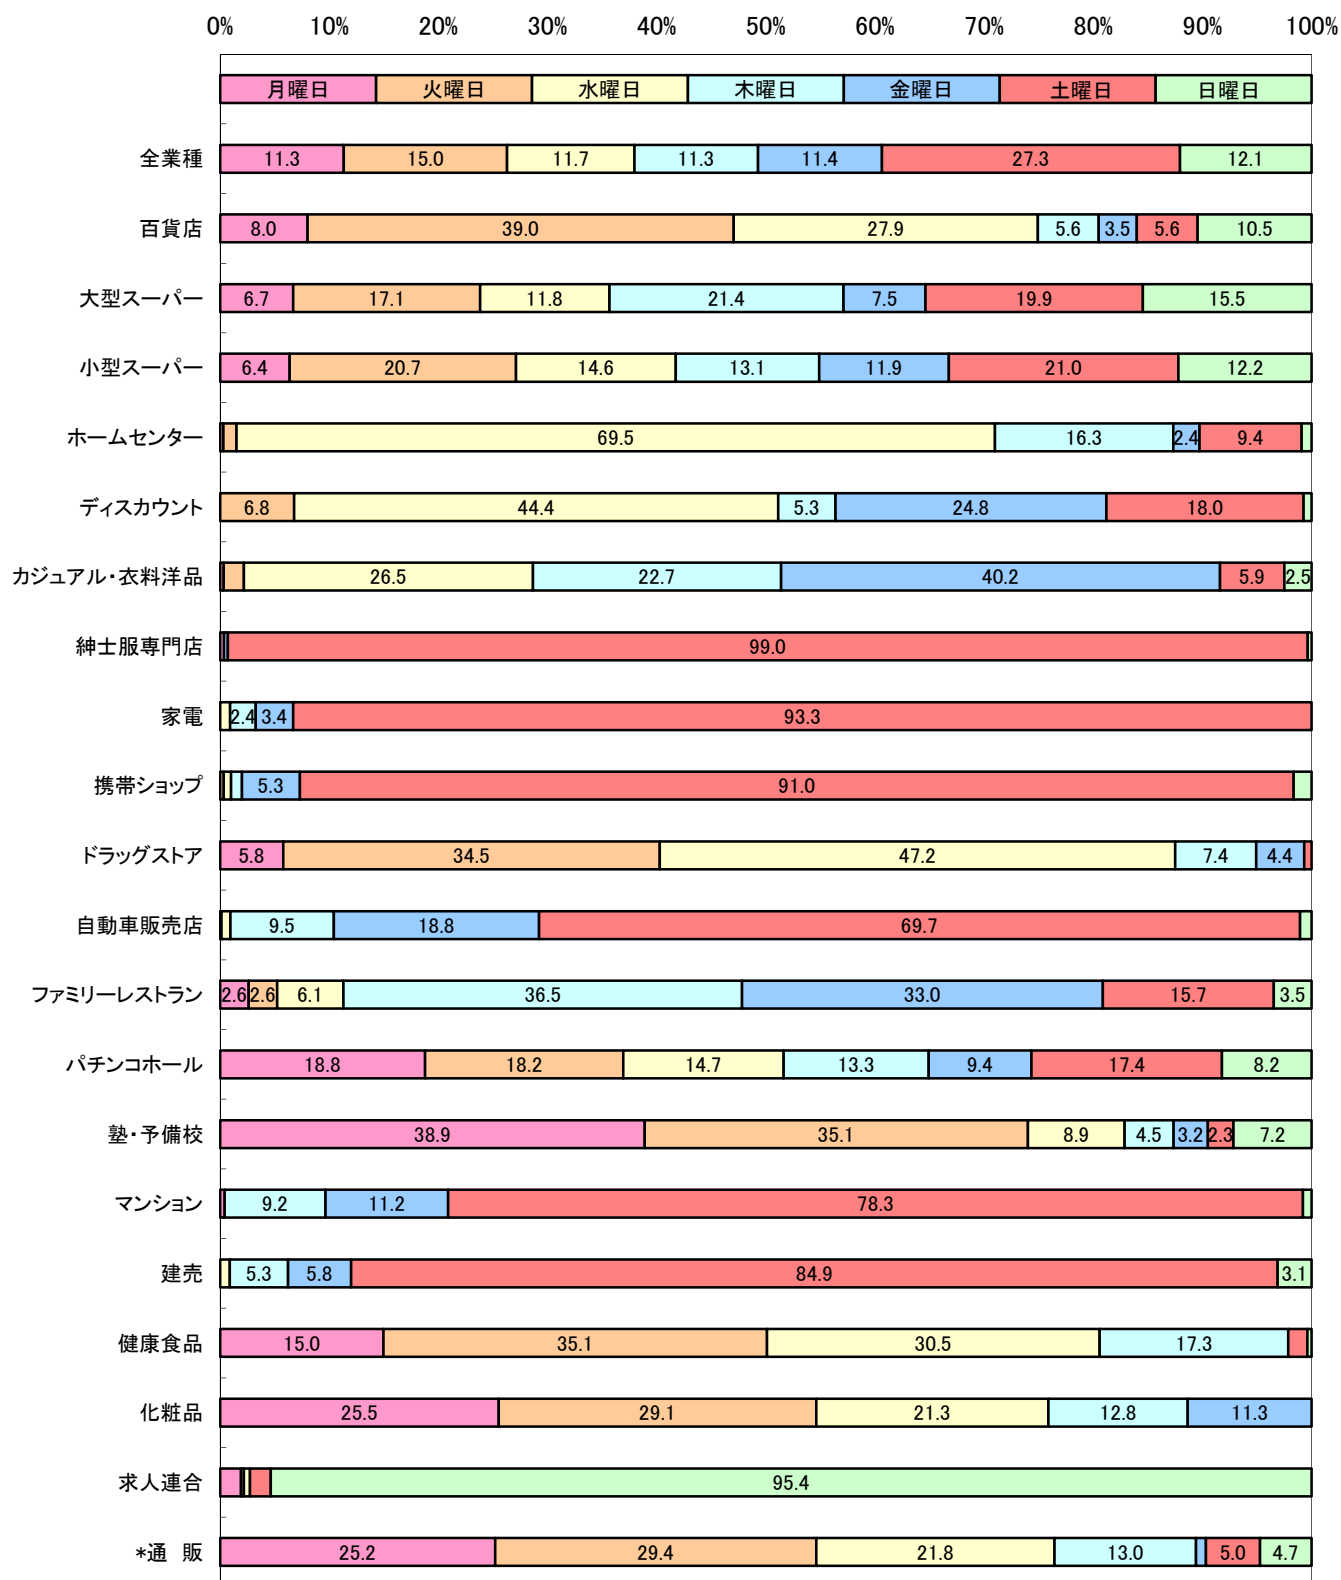 0% 10% 20% 30% 40% 50% 60% 70% 80% 90% 100%
月曜日 火曜日 水曜日 木曜日 金曜日 土曜日 日曜日
全業種 11.3 15.0 11.7 11.3 11.4 27.3 12.1
百貨店 8.0 39.0 27.9 5.6 3.5 5.6 10.5
大型スーパー 6.7 17.1 11.8 21.4 7.5 19.9 15.5
小型スーパー 6.4 20.7 14.6 13.1 11.9 21.0 12.2
ホームセンター 69.5 16.3 2.4 9.4
ディスカウント 6.8 44.4 5.3 24.8 18.0
カジュアル・衣料洋品 26.5 22.7 40.2 5.9 2.5
紳士服専門店 99.0
家電 2.4 3.4 93.3
携帯ショップ 5.3 91.0
ドラッグストア 5.8 34.5 47.2 7.4 4.4
自動車販売店 9.5 18.8 69.7
ファミリーレストラン 2.6 2.6 6.1 36.5 33.0 15.7 3.5
パチンコホール 18.8 18.2 14.7 13.3 9.4 17.4 8.2
塾・予備校 38.9 35.1 8.9 4.5 3.2 2.3 7.2
マンション 9.2 11.2 78.3
建売 5.3 5.8 84.9 3.1
健康食品 15.0 35.1 30.5 17.3
化粧品 25.5 29.1 21.3 12.8 11.3
求人連合 95.4
*通　販 25.2 29.4 21.8 13.0 5.0 4.7